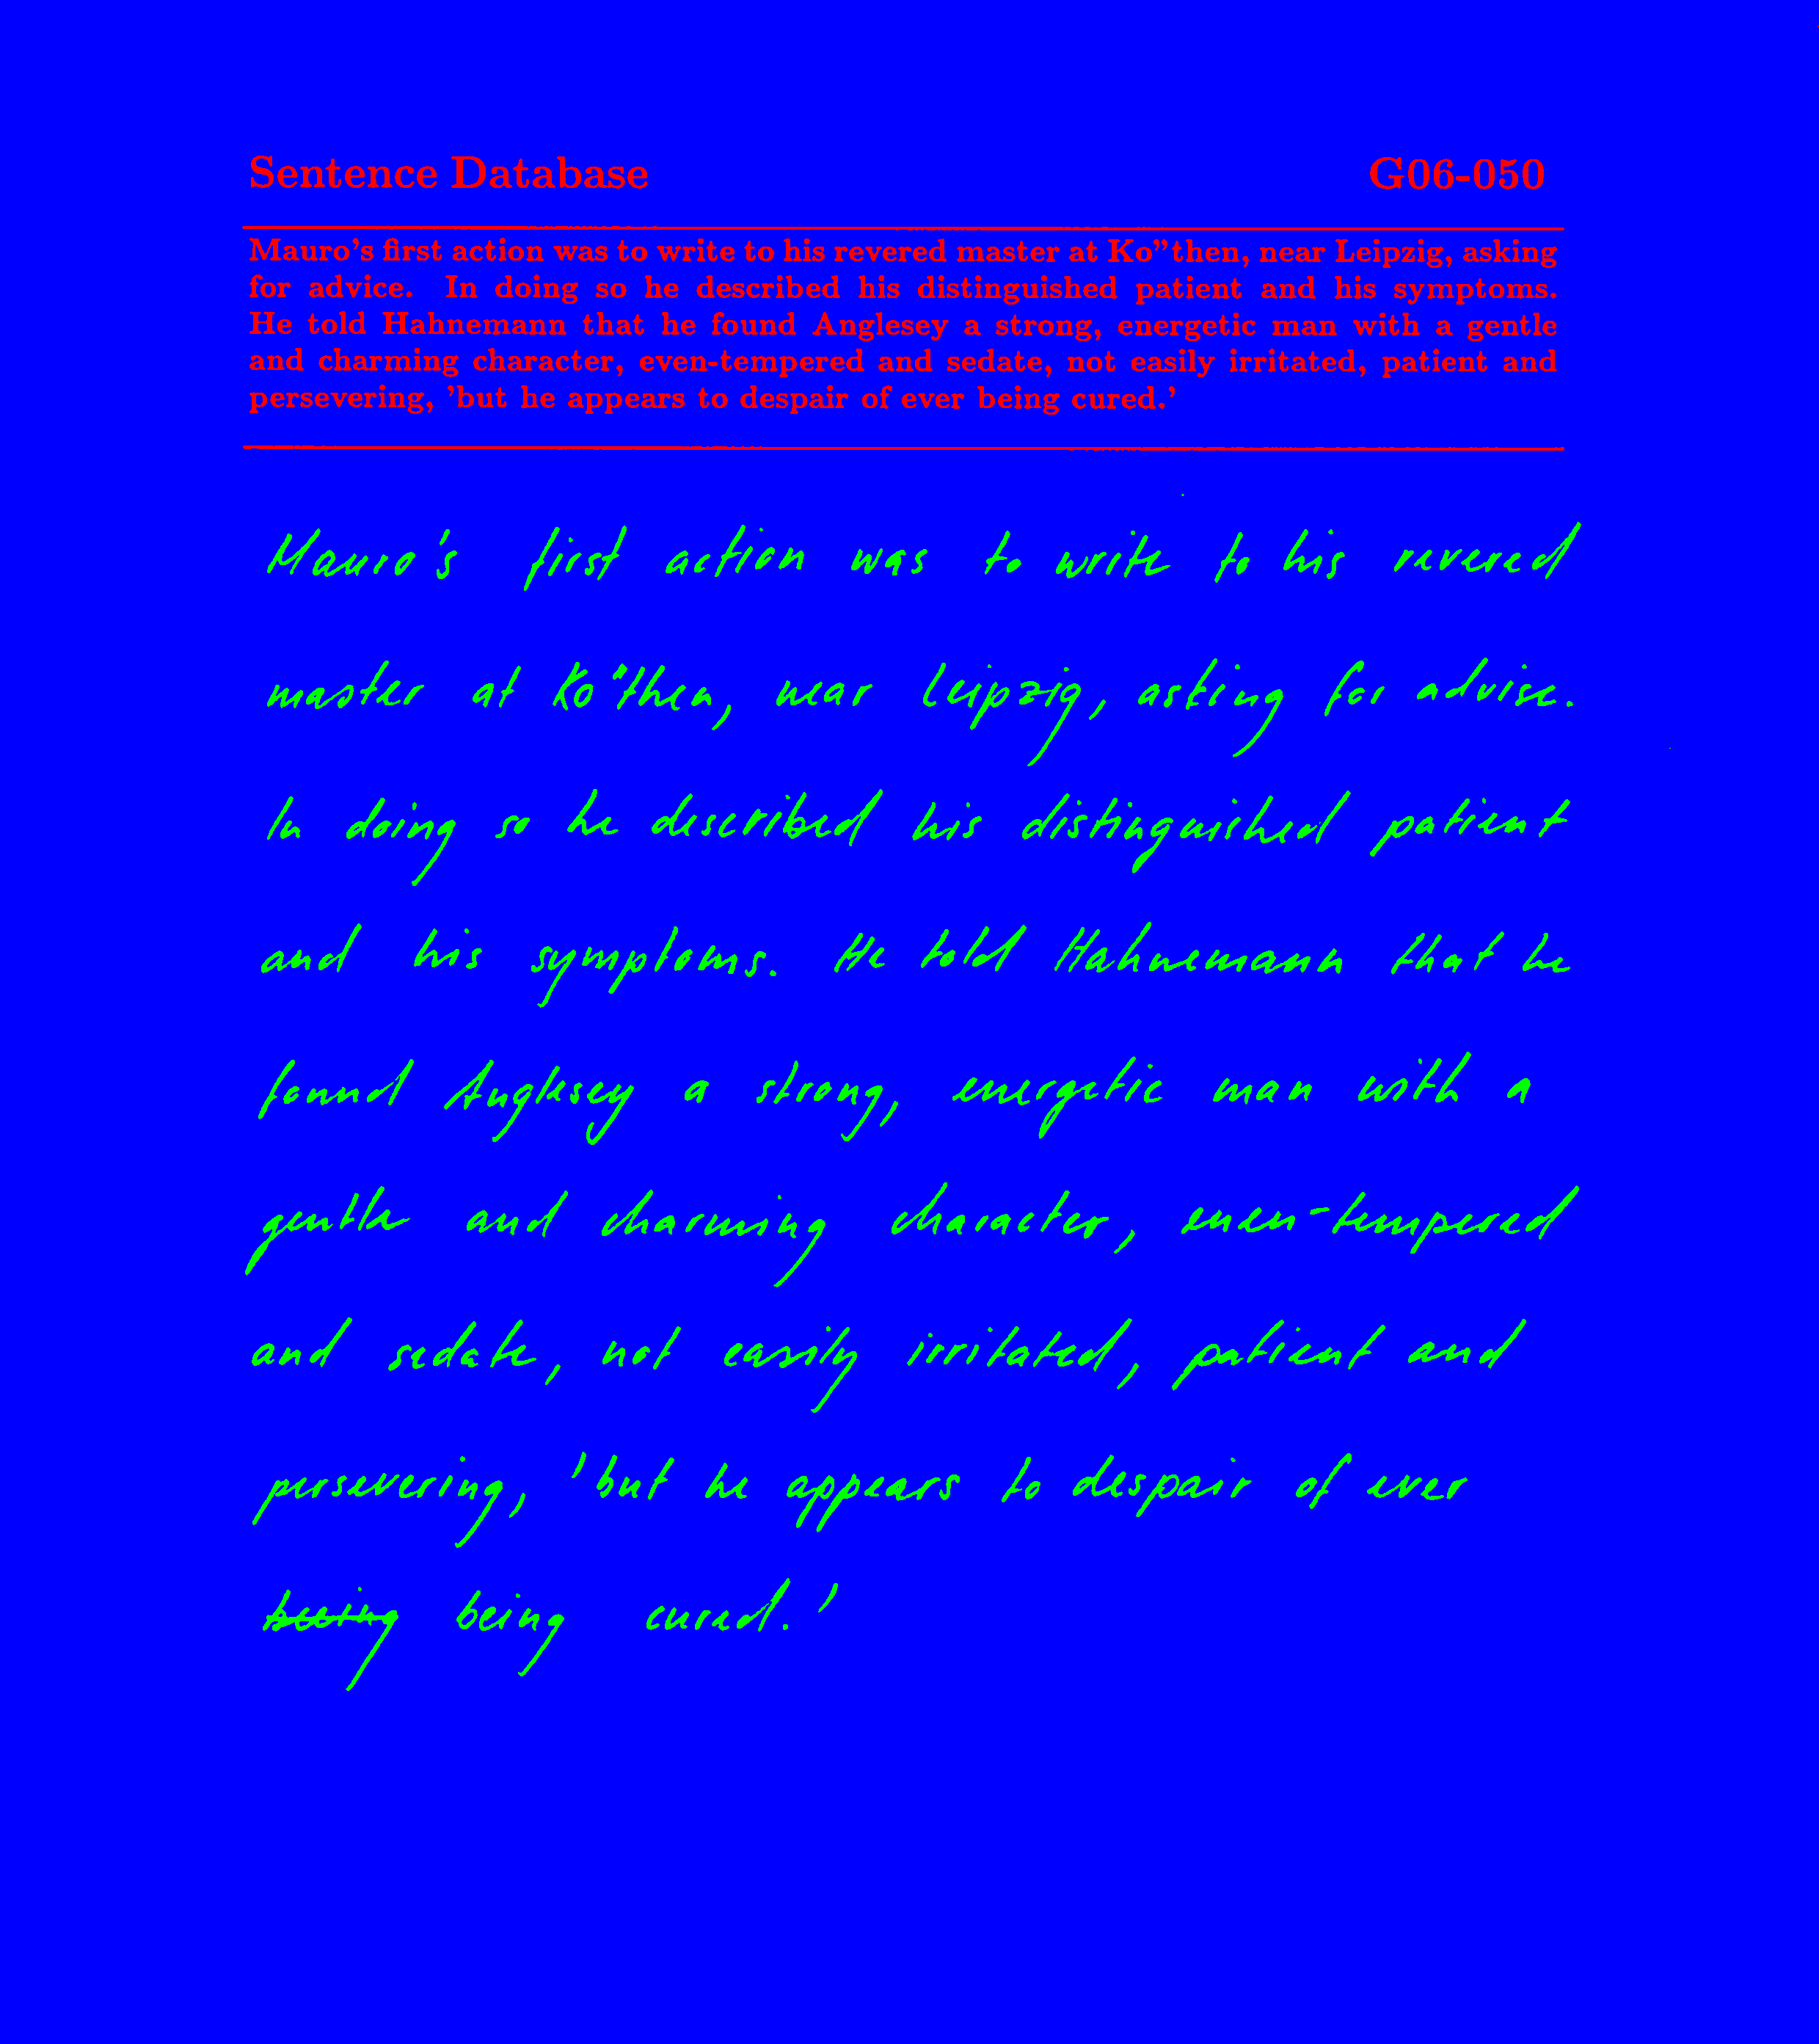 Sentence Database G06-050
Mauro's first action was to write to his revered master at Ko"then, near Leipzig, asking
for advice. In doing so he described his distinguished patient and his symptoms.
He told Hahnemann that he found Anglesey a strong, energetic man with a gentle
and charming character, even-tempered and sedate, not easily irritated, patient and
persevering, 'but he appears to despair of ever being cured.'
Mauro's first action was to write to his revered
master at Ko"then, near Leipzig, asking for advise.
In doing so he described his distinguished patient
and his symptoms. He told Hahnemann that he
found Anglesey a strong, energetic man with a
gentle and charming character, even-tempered
and sedate, not easily irritated, patient and
persevering, 'but he appears to despair of ever
being cured.'